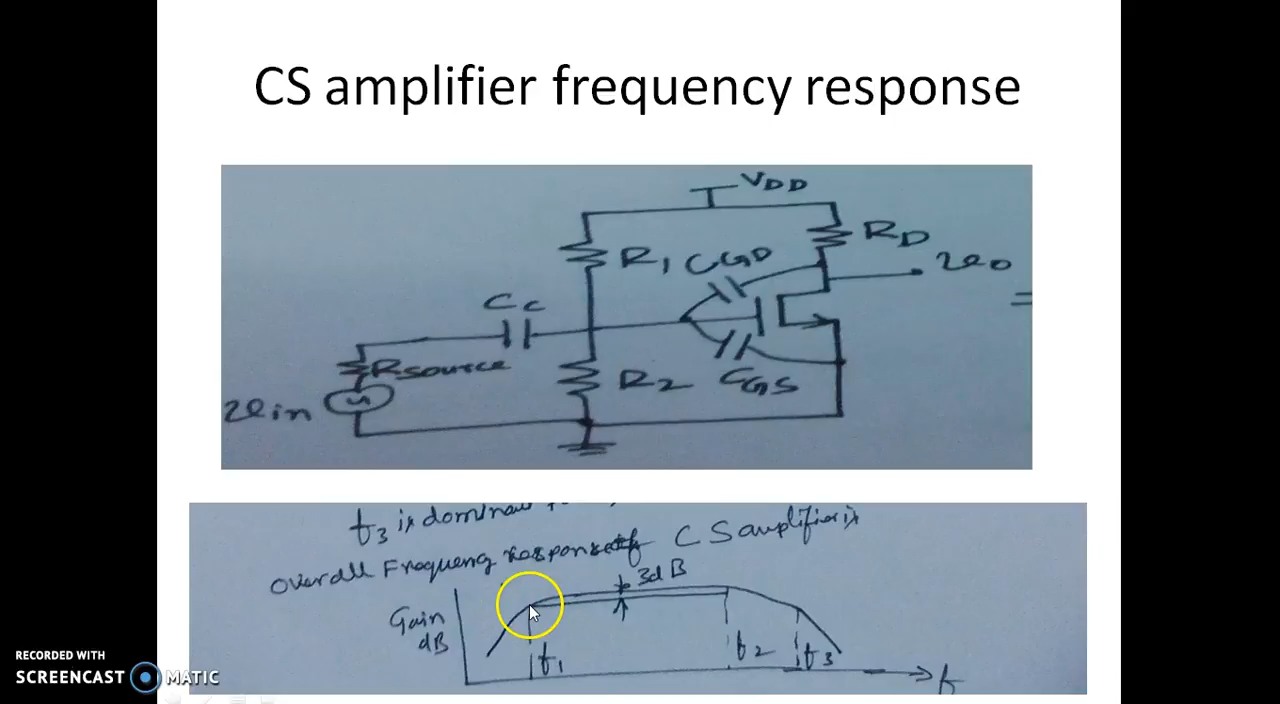 CS amplifier frequency response
VDD
R1
CGD
RD
vo
Cc
=
Rsource
R2
CGS
vin
f3 is dominan
Overall Frequency response of CS amplifier is
3dB
Gain
dB
f1
f2
f3
f
RECORDED WITH
SCREENCAST MATIC